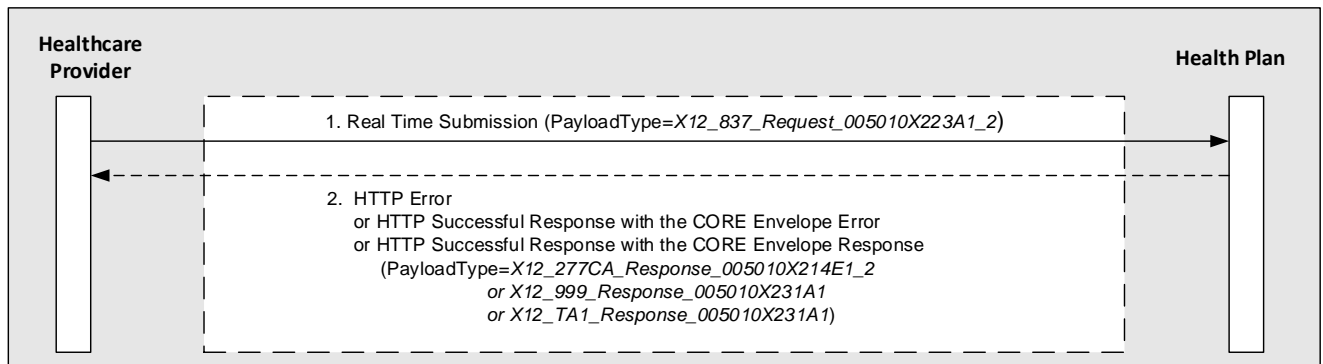 Healthcare
Provider
Health Plan
1. Real Time Submission (PayloadType=X12_837_Request_005010X223A1_2)
2. HTTP Error
or HTTP Successful Response with the CORE Envelope Error
or HTTP Successful Response with the CORE Envelope Response
(PayloadType=X12_277CA_Response_005010X214E1_2
or X12_999_Response_005010X231A1
or X12_TA1_Response_005010X231A1)